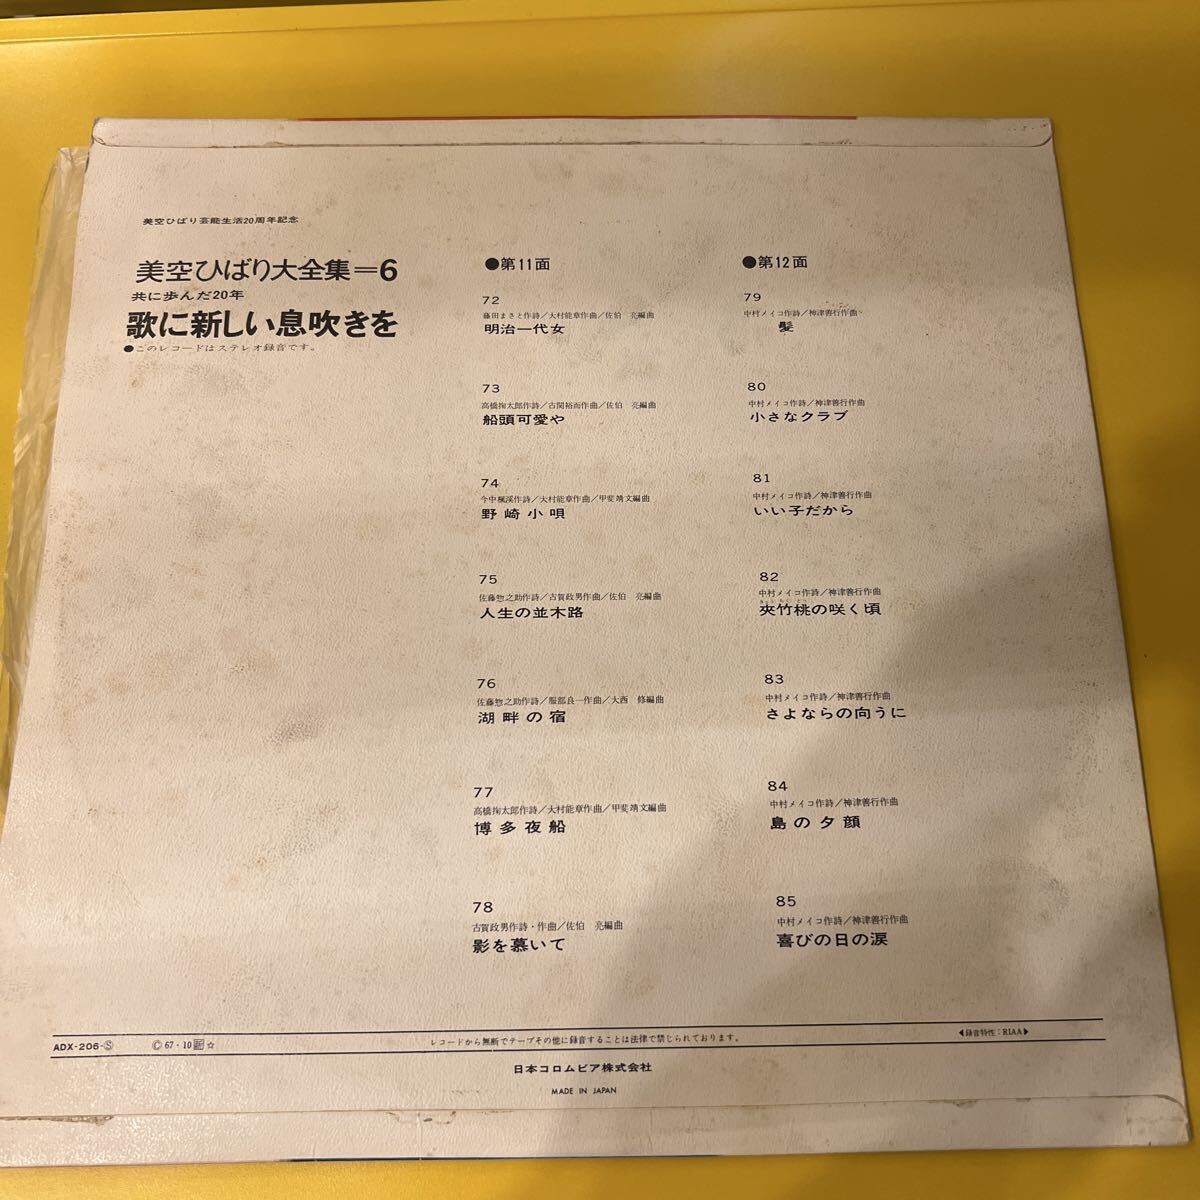 美空ひばり芸能生活20周年記念
美空ひばり大全集=6
共に歩んだ20年
歌に新しい息吹きを
●このレコードはステレオ録音です。
●第11面
72
藤田まさと作詩/大村能章作曲/佐伯 亮編曲
明治一代女
73
高橋掬太郎作詩/古関裕而作曲/佐伯 亮編曲
船頭可愛や
74
今中楓溪作詩/大村能章作曲/甲斐靖文編曲
野崎小唄
75
佐藤惣之助作詩/古賀政男作曲/佐伯 亮編曲
人生の並木路
76
佐藤惣之助作詩/服部良一作曲/大西 修編曲
湖畔の宿
77
高橋掬太郎作詩/大村能章作曲/甲斐靖文編曲
博多夜船
78
古賀政男作詩・作曲/佐伯 亮編曲
影を慕いて
●第12面
79
中村メイコ作詩/神津善行作曲
髪
80
中村メイコ作詩/神津善行作曲
小さなクラブ
81
中村メイコ作詩/神津善行作曲
いい子だから
82
中村メイコ作詩/神津善行作曲
夾竹桃の咲く頃
83
中村メイコ作詩/神津善行作曲
さよならの向うに
84
中村メイコ作詩/神津善行作曲
島の夕顔
85
中村メイコ作詩/神津善行作曲
喜びの日の涙
ADX-206-Ⓢ Ⓒ67・10 ☆
レコードから無断でテープその他に録音することは法律で禁じられております。
◀録音特性:RIAA▶
日本コロムビア株式会社
MADE IN JAPAN